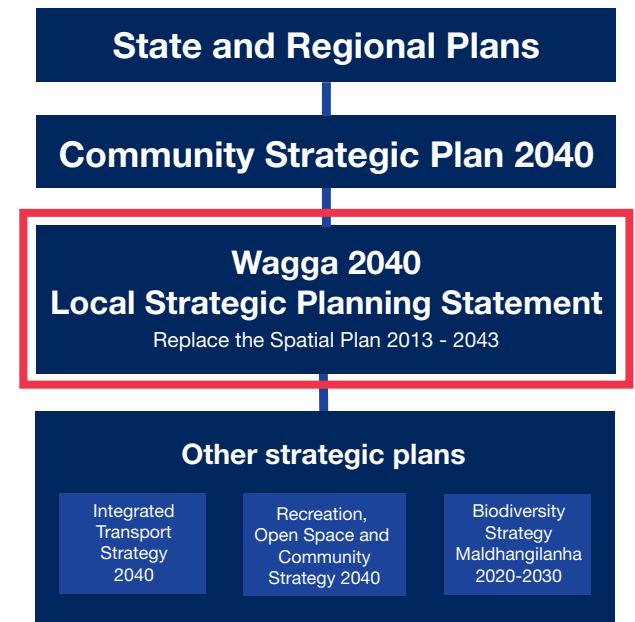 State and Regional Plans
Community Strategic Plan 2040
Wagga 2040
Local Strategic Planning Statement
Replace the Spatial Plan 2013 - 2043
Other strategic plans
Integrated
Transport
Strategy
2040
Recreation,
Open Space and
Community
Strategy 2040
Biodiversity
Strategy
Maldhangilanha
2020-2030